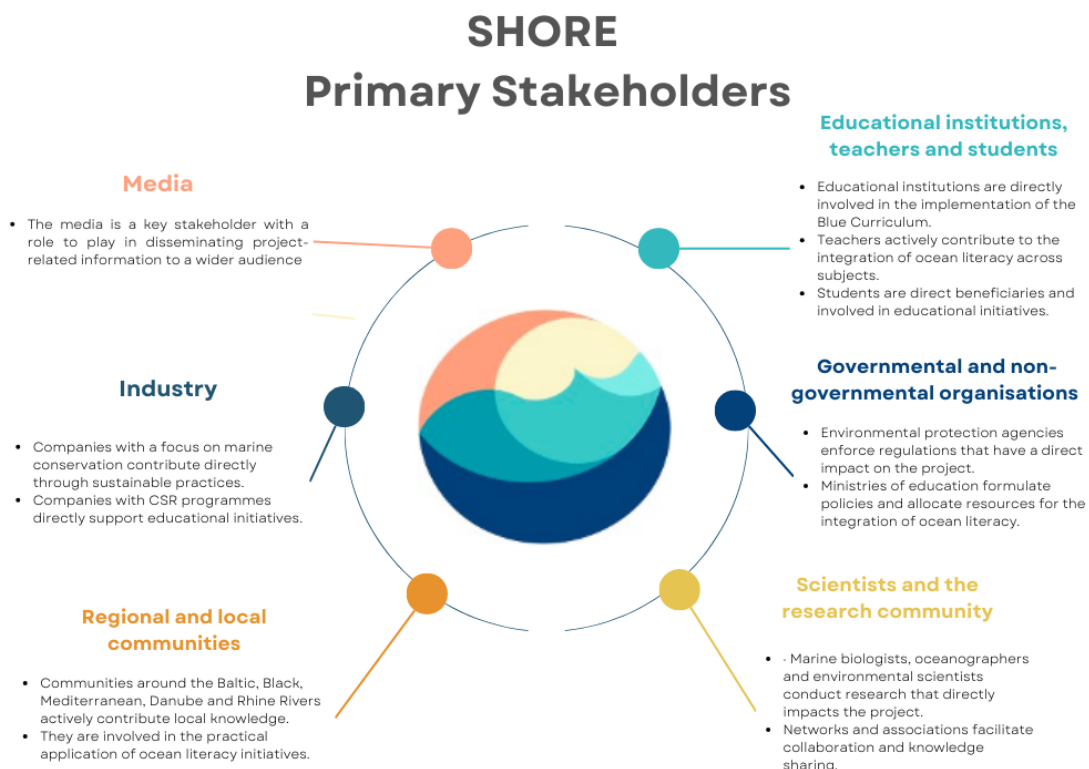 SHORE
Primary Stakeholders
Media
• The media is a key stakeholder with a
role to play in disseminating project-
related information to a wider audience
Industry
• Companies with a focus on marine
conservation contribute directly
through sustainable practices.
• Companies with CSR programmes
directly support educational initiatives.
Regional and local
communities
• Communities around the Baltic, Black,
Mediterranean, Danube and Rhine Rivers
actively contribute local knowledge.
• They are involved in the practical
application of ocean literacy initiatives.
Educational institutions,
teachers and students
• Educational institutions are directly
involved in the implementation of the
Blue Curriculum.
• Teachers actively contribute to the
integration of ocean literacy across
subjects.
• Students are direct beneficiaries and
involved in educational initiatives.
Governmental and non-
governmental organisations
• Environmental protection agencies
enforce regulations that have a direct
impact on the project.
• Ministries of education formulate
policies and allocate resources for the
integration of ocean literacy.
Scientists and the
research community
• · Marine biologists, oceanographers
and environmental scientists
conduct research that directly
impacts the project.
• Networks and associations facilitate
collaboration and knowledge
sharing.